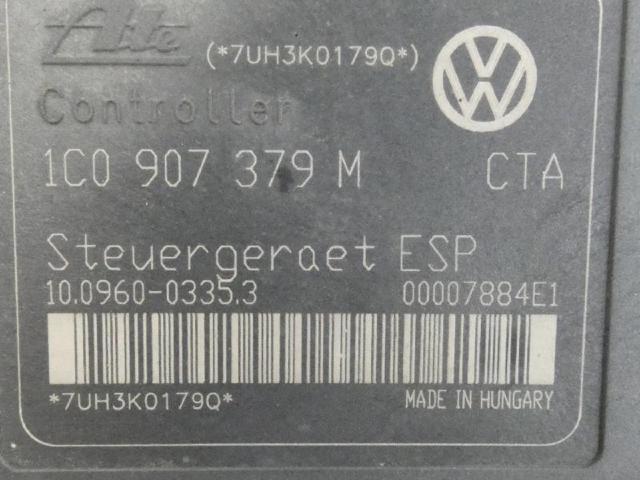 Ate (*7UH3K0179Q*)
Controller
1C0 907 379 M CTA
Steuergeraet ESP
10.0960-0335.3 00007884E1
*7UH3K0179Q* MADE IN HUNGARY